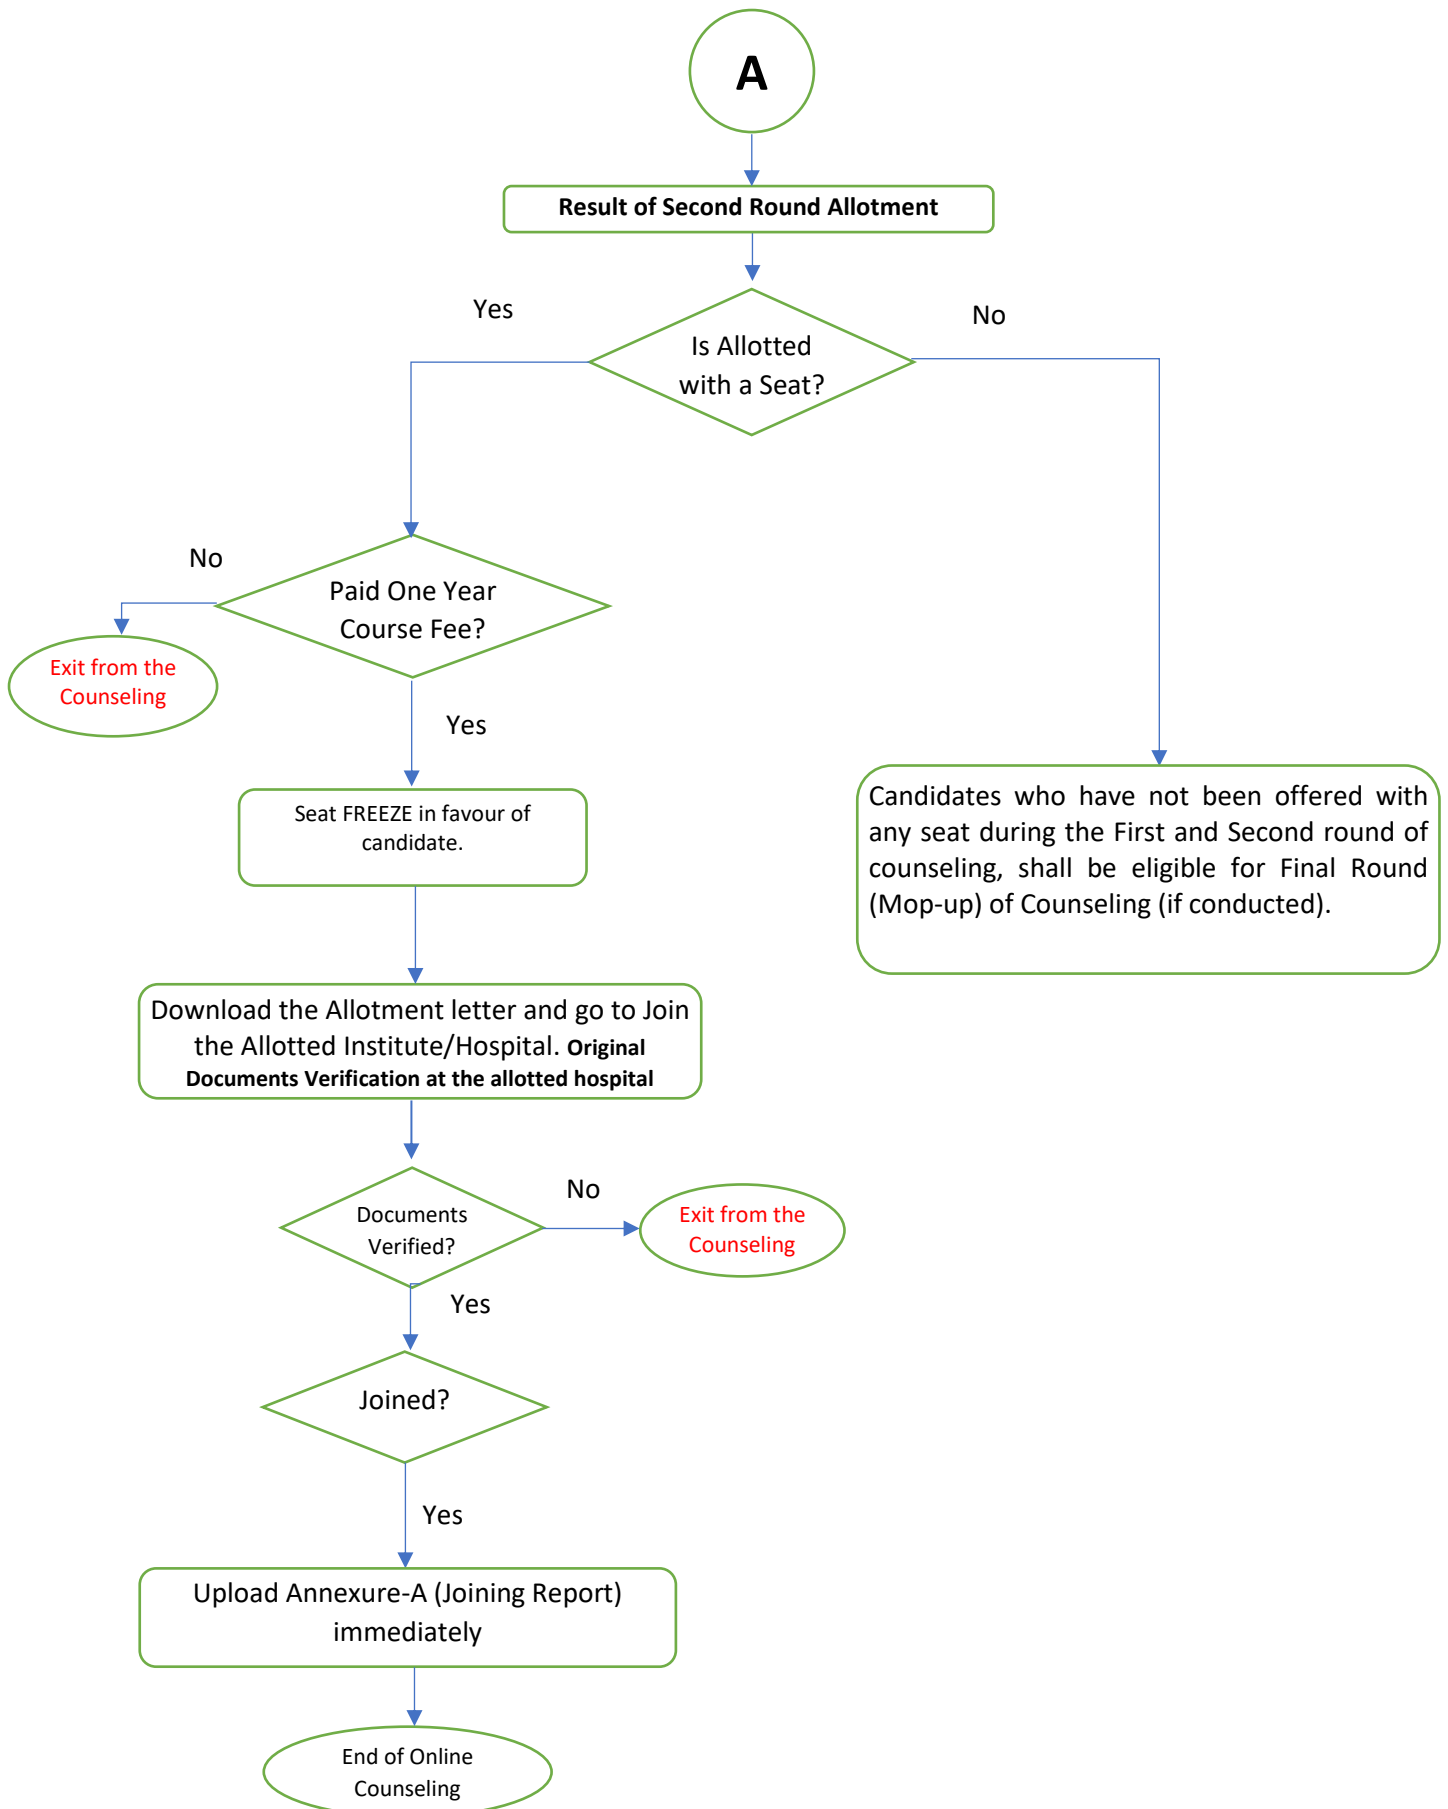 A
Result of Second Round Allotment
Yes
No
Is Allotted
with a Seat?
No
Paid One Year
Course Fee?
Exit from the
Counseling
Yes
Seat FREEZE in favour of
candidate.
Candidates who have not been offered with
any seat during the First and Second round of
counseling, shall be eligible for Final Round
(Mop-up) of Counseling (if conducted).
Download the Allotment letter and go to Join
the Allotted Institute/Hospital. Original
Documents Verification at the allotted hospital
Documents
Verified?
No
Exit from the
Counseling
Yes
Joined?
Yes
Upload Annexure-A (Joining Report)
immediately
End of Online
Counseling